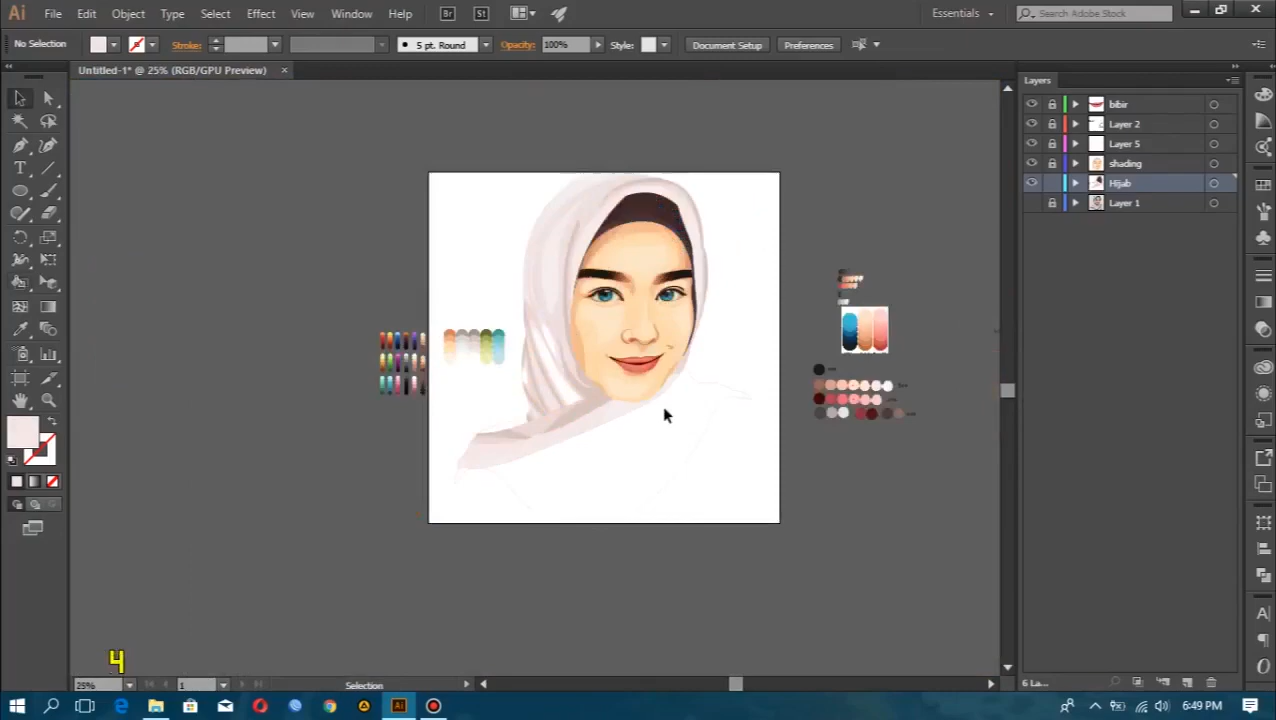 Ai File Edit Object Type Select Effect View Window Help Br St Essentials Search Adobe Stock
No Selection Stroke: 5 pt. Round Opacity: 100% Style: Document Setup Preferences
Untitled-1* @ 25% (RGB/GPU Preview)
Layers
bibir
Layer 2
Layer 5
shading
Hijab
Layer 1
4
25% 1 Selection 6 La...
Ai 6:49 PM